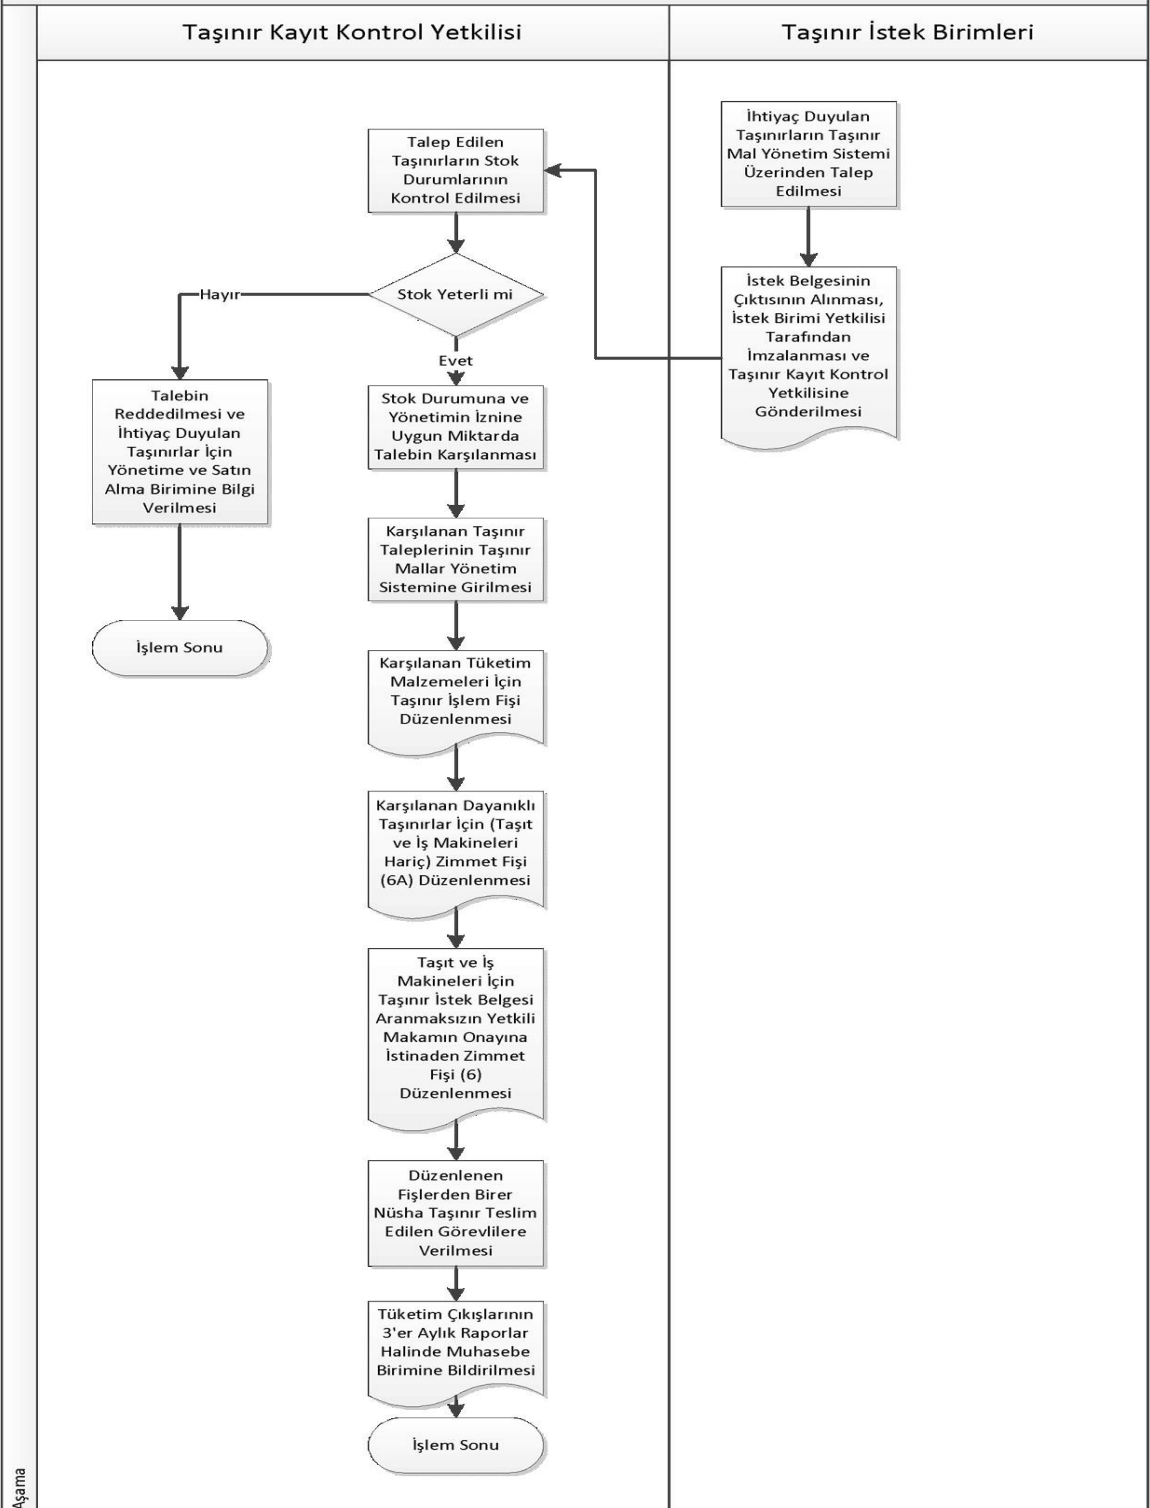 Taşınır Kayıt Kontrol Yetkilisi
Taşınır İstek Birimleri
İhtiyaç Duyulan
Taşınırların Taşınır
Mal Yönetim Sistemi
Üzerinden Talep
Edilmesi
İstek Belgesinin
Çıktısının Alınması,
İstek Birimi Yetkilisi
Tarafından
İmzalanması ve
Taşınır Kayıt Kontrol
Yetkilisine
Gönderilmesi
Talep Edilen
Taşınırların Stok
Durumlarının
Kontrol Edilmesi
Stok Yeterli mi
Hayır
Talebin
Reddedilmesi ve
İhtiyaç Duyulan
Taşınırlar İçin
Yönetime ve Satın
Alma Birimine Bilgi
Verilmesi
İşlem Sonu
Evet
Stok Durumuna ve
Yönetimin İznine
Uygun Miktarda
Talebin Karşılanması
Karşılanan Taşınır
Taleplerinin Taşınır
Mallar Yönetim
Sistemine Girilmesi
Karşılanan Tüketim
Malzemeleri İçin
Taşınır İşlem Fişi
Düzenlenmesi
Karşılanan Dayanıklı
Taşınırlar İçin (Taşıt
ve İş Makineleri
Hariç) Zimmet Fişi
(6A) Düzenlenmesi
Taşıt ve İş
Makineleri İçin
Taşınır İstek Belgesi
Aranmaksızın Yetkili
Makamın Onayına
İstinaden Zimmet
Fişi (6)
Düzenlenmesi
Düzenlenen
Fişlerden Birer
Nüsha Taşınır Teslim
Edilen Görevlilere
Verilmesi
Tüketim Çıkışlarının
3'er Aylık Raporlar
Halinde Muhasebe
Birimine Bildirilmesi
İşlem Sonu
Aşama